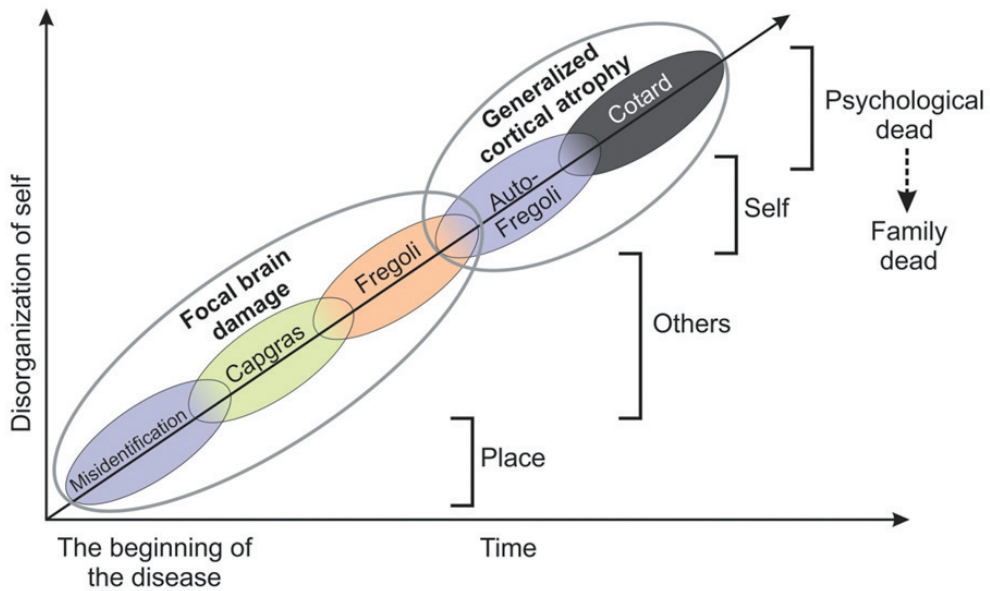 Disorganization of self
Generalized
cortical atrophy
Cotard
Auto-
Fregoli
Focal brain
damage
Fregoli
Capgras
Misidentification
Psychological
dead
Family
dead
Self
Others
Place
The beginning of
the disease
Time